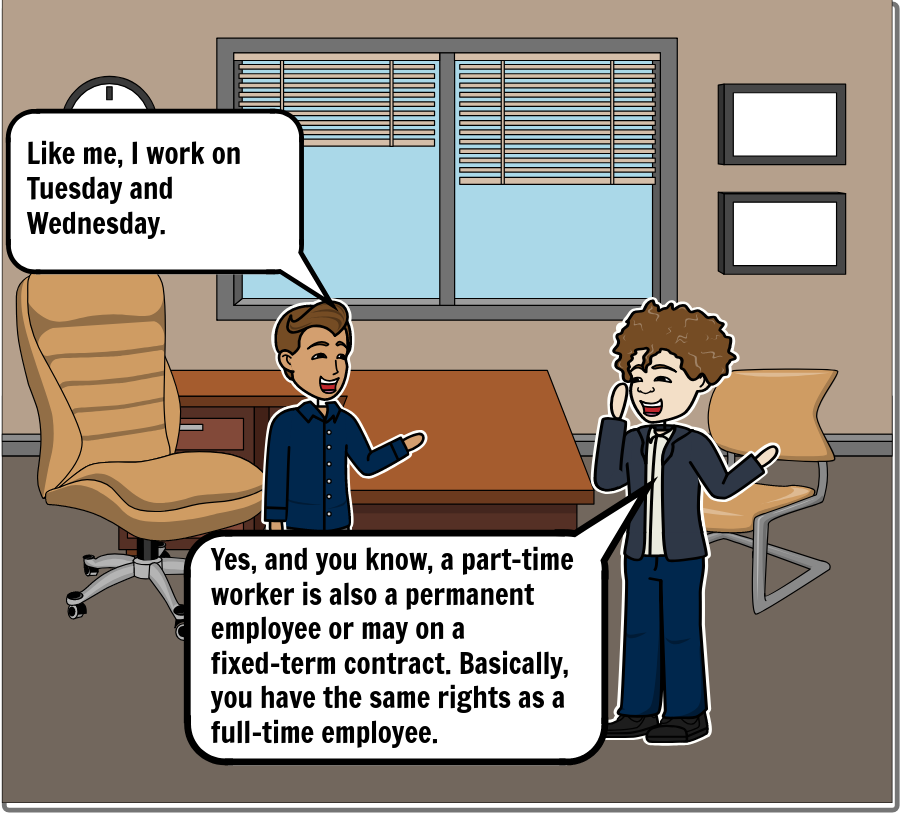 Like me, I work on
Tuesday and
Wednesday.
Yes, and you know, a part-time
worker is also a permanent
employee or may on a
fixed-term contract. Basically,
you have the same rights as a
full-time employee.